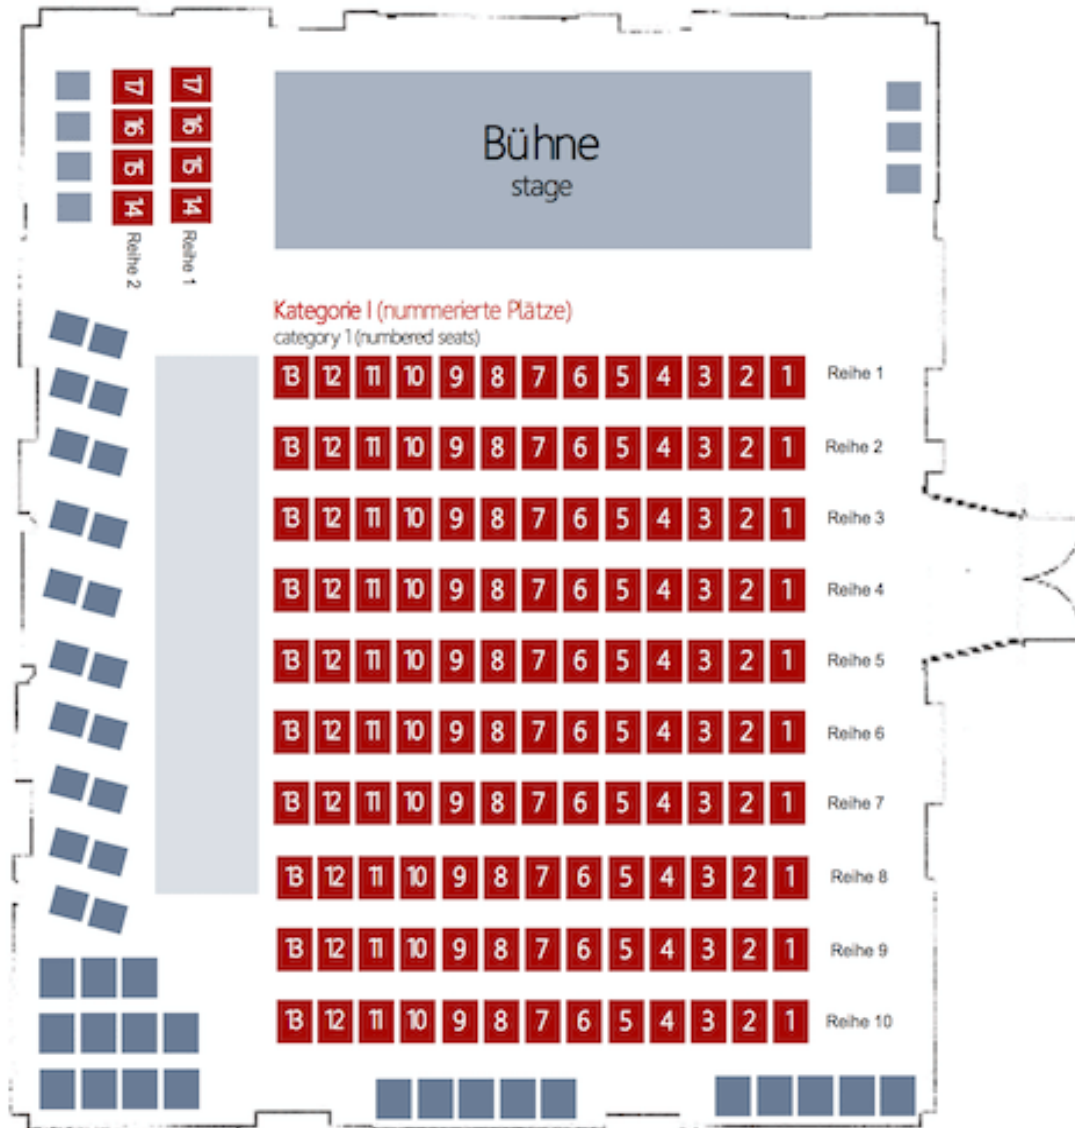 17 17
16 16
15 15
14 14
Reihe 2 Reihe 1
Bühne
stage
Kategorie I (nummerierte Plätze)
category 1 (numbered seats)
13 12 11 10 9 8 7 6 5 4 3 2 1 Reihe 1
13 12 11 10 9 8 7 6 5 4 3 2 1 Reihe 2
13 12 11 10 9 8 7 6 5 4 3 2 1 Reihe 3
13 12 11 10 9 8 7 6 5 4 3 2 1 Reihe 4
13 12 11 10 9 8 7 6 5 4 3 2 1 Reihe 5
13 12 11 10 9 8 7 6 5 4 3 2 1 Reihe 6
13 12 11 10 9 8 7 6 5 4 3 2 1 Reihe 7
13 12 11 10 9 8 7 6 5 4 3 2 1 Reihe 8
13 12 11 10 9 8 7 6 5 4 3 2 1 Reihe 9
13 12 11 10 9 8 7 6 5 4 3 2 1 Reihe 10